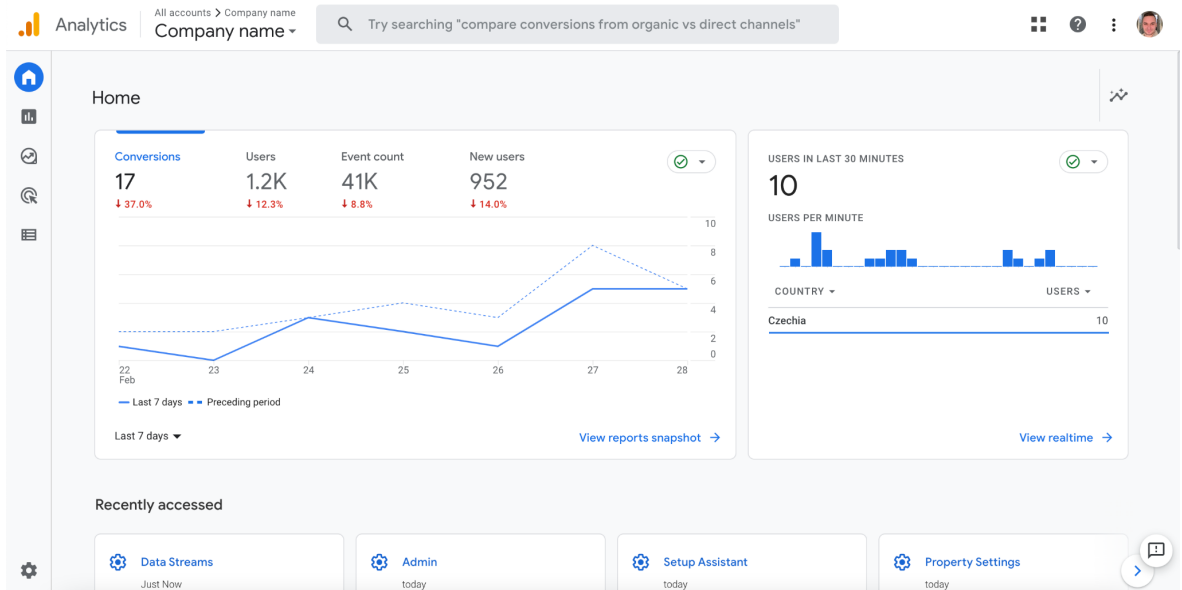 Analytics
All accounts > Company name
Company name
Try searching "compare conversions from organic vs direct channels"
Home
Conversions
17
37.0%
Users
1.2K
12.3%
Event count
41K
8.8%
New users
952
14.0%
10
8
6
4
2
0
22
Feb
23
24
25
26
27
28
Last 7 days
Preceding period
Last 7 days
View reports snapshot
USERS IN LAST 30 MINUTES
10
USERS PER MINUTE
COUNTRY
USERS
Czechia
10
View realtime
Recently accessed
Data Streams
Just Now
Admin
today
Setup Assistant
today
Property Settings
today